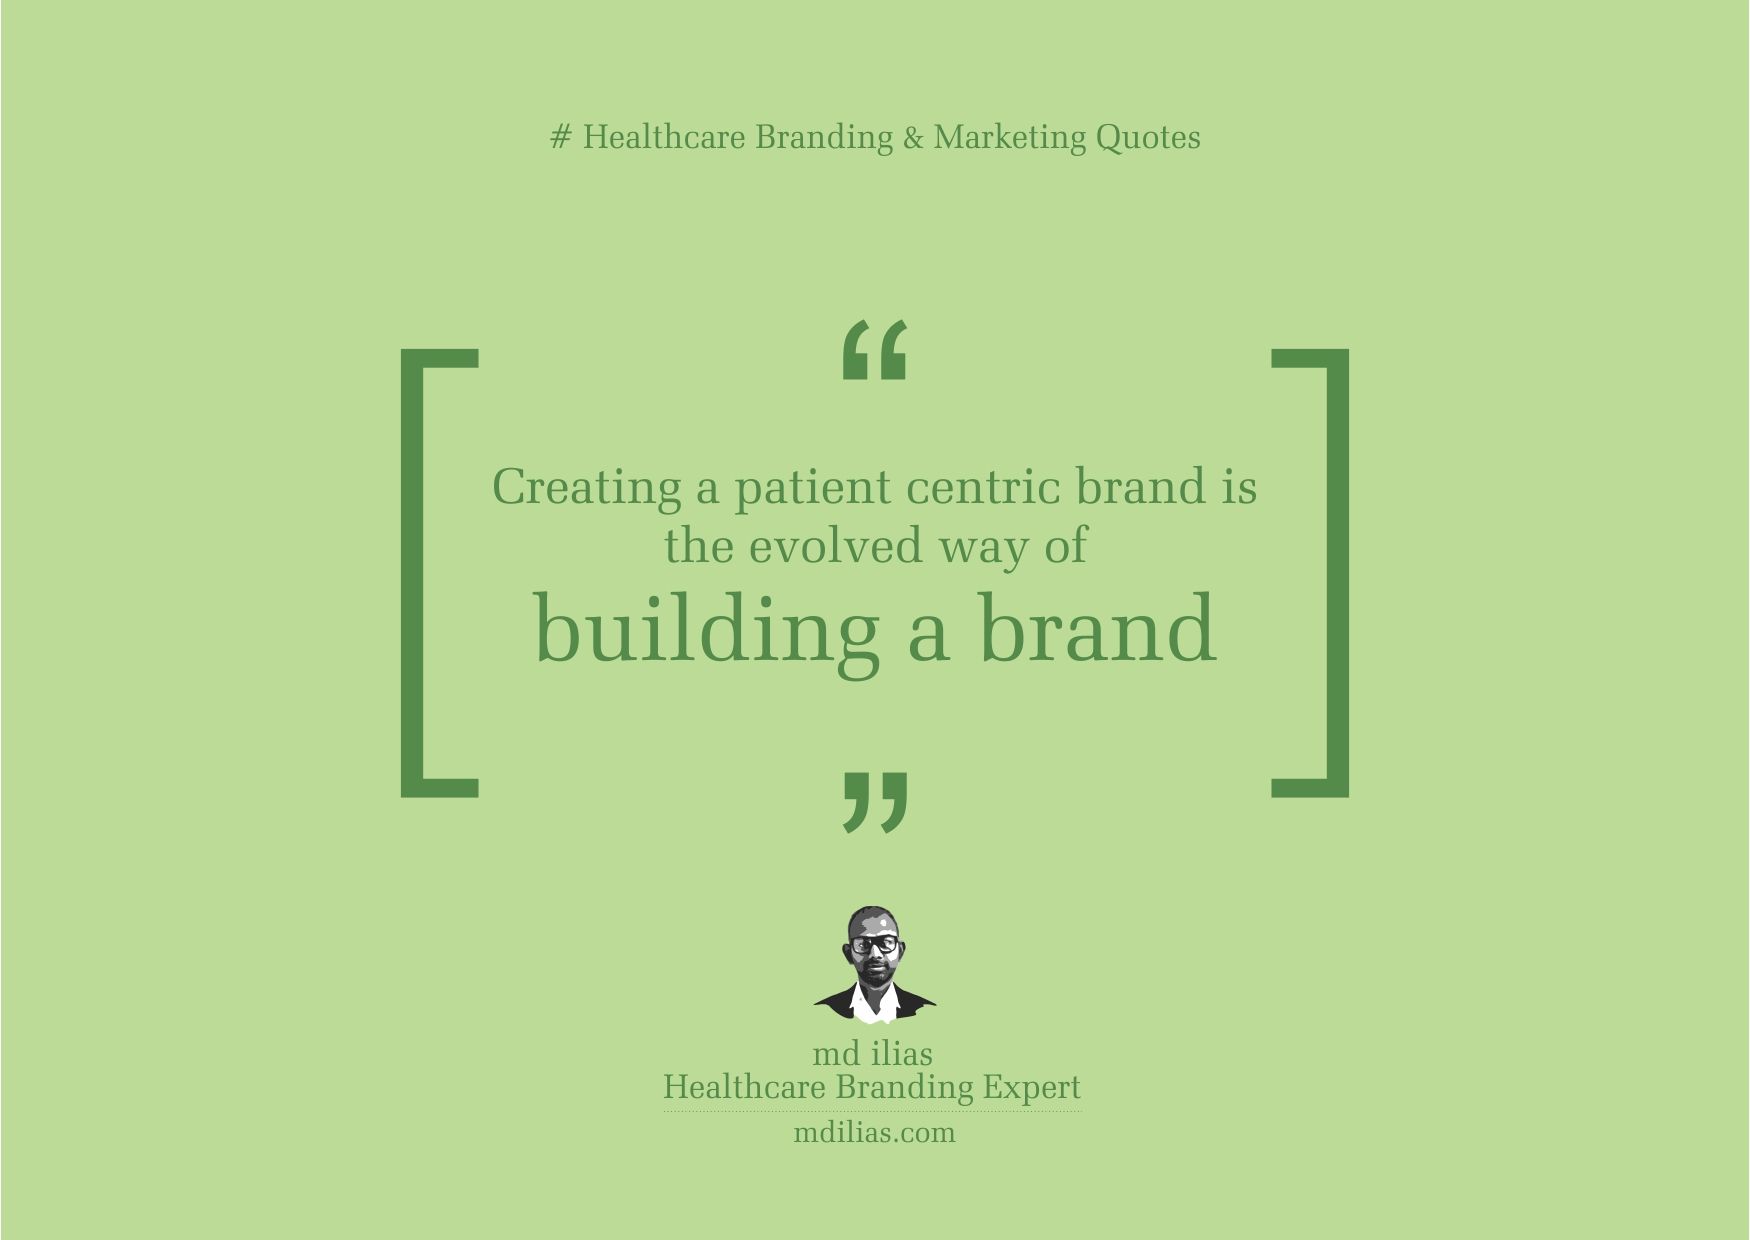 # Healthcare Branding & Marketing Quotes
“
Creating a patient centric brand is
the evolved way of
building a brand
”
md ilias
Healthcare Branding Expert
mdilias.com